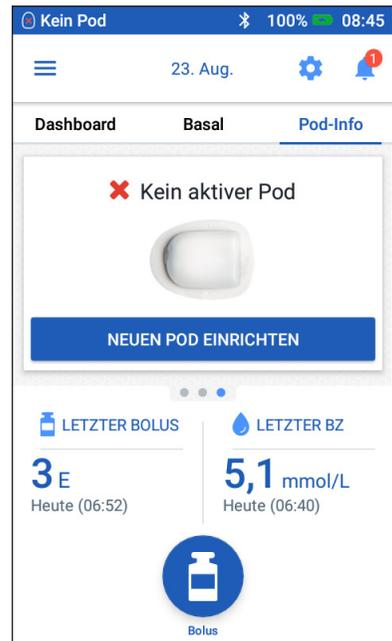 Kein Pod 100% 08:45
23. Aug. 1
Dashboard Basal Pod-Info
Kein aktiver Pod
NEUEN POD EINRICHTEN
LETZTER BOLUS LETZTER BZ
3 E 5,1 mmol/L
Heute (06:52) Heute (06:40)
Bolus